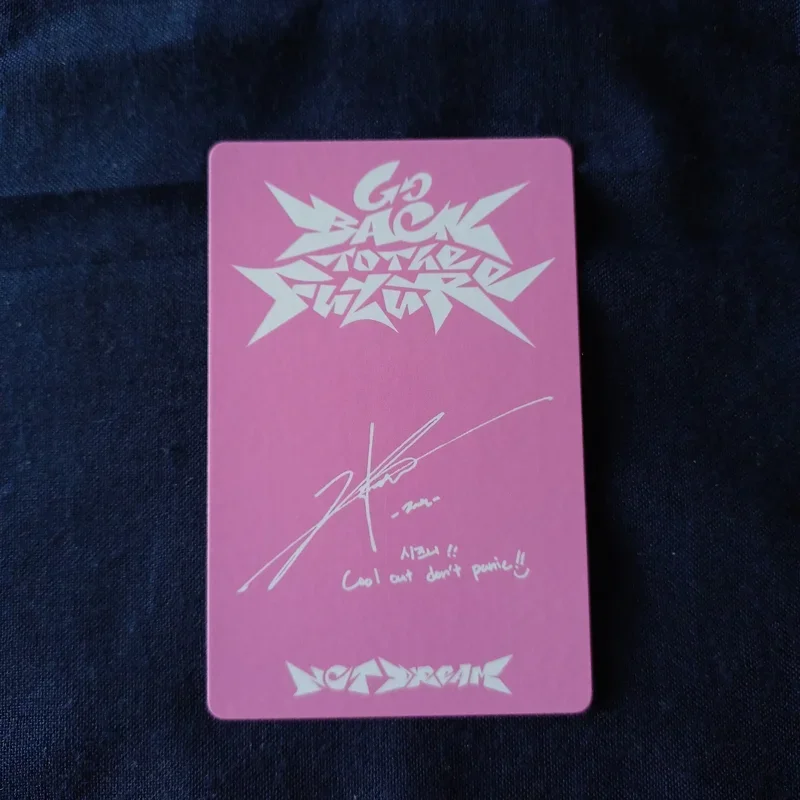 Go
BACK
TO THE
FUTURE
시즈니 !!
Cool out don't panic!!
NCT DREAM